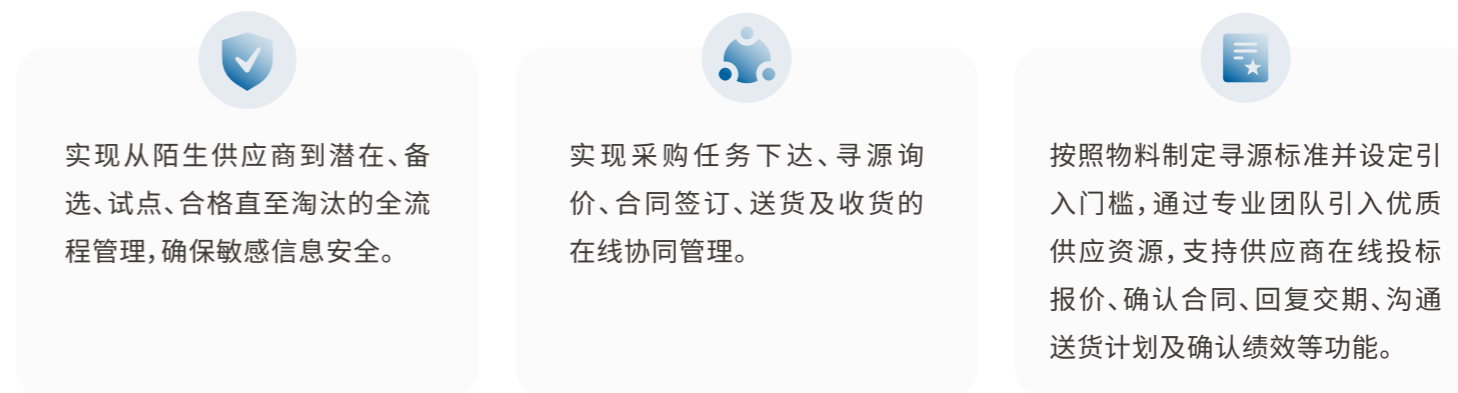 实现从陌生供应商到潜在、备
选、试点、合格直至淘汰的全流
程管理，确保敏感信息安全。
实现采购任务下达、寻源询
价、合同签订、送货及收货的
在线协同管理。
按照物料制定寻源标准并设定引
入门槛，通过专业团队引入优质
供应资源，支持供应商在线投标
报价、确认合同、回复交期、沟通
送货计划及确认绩效等功能。